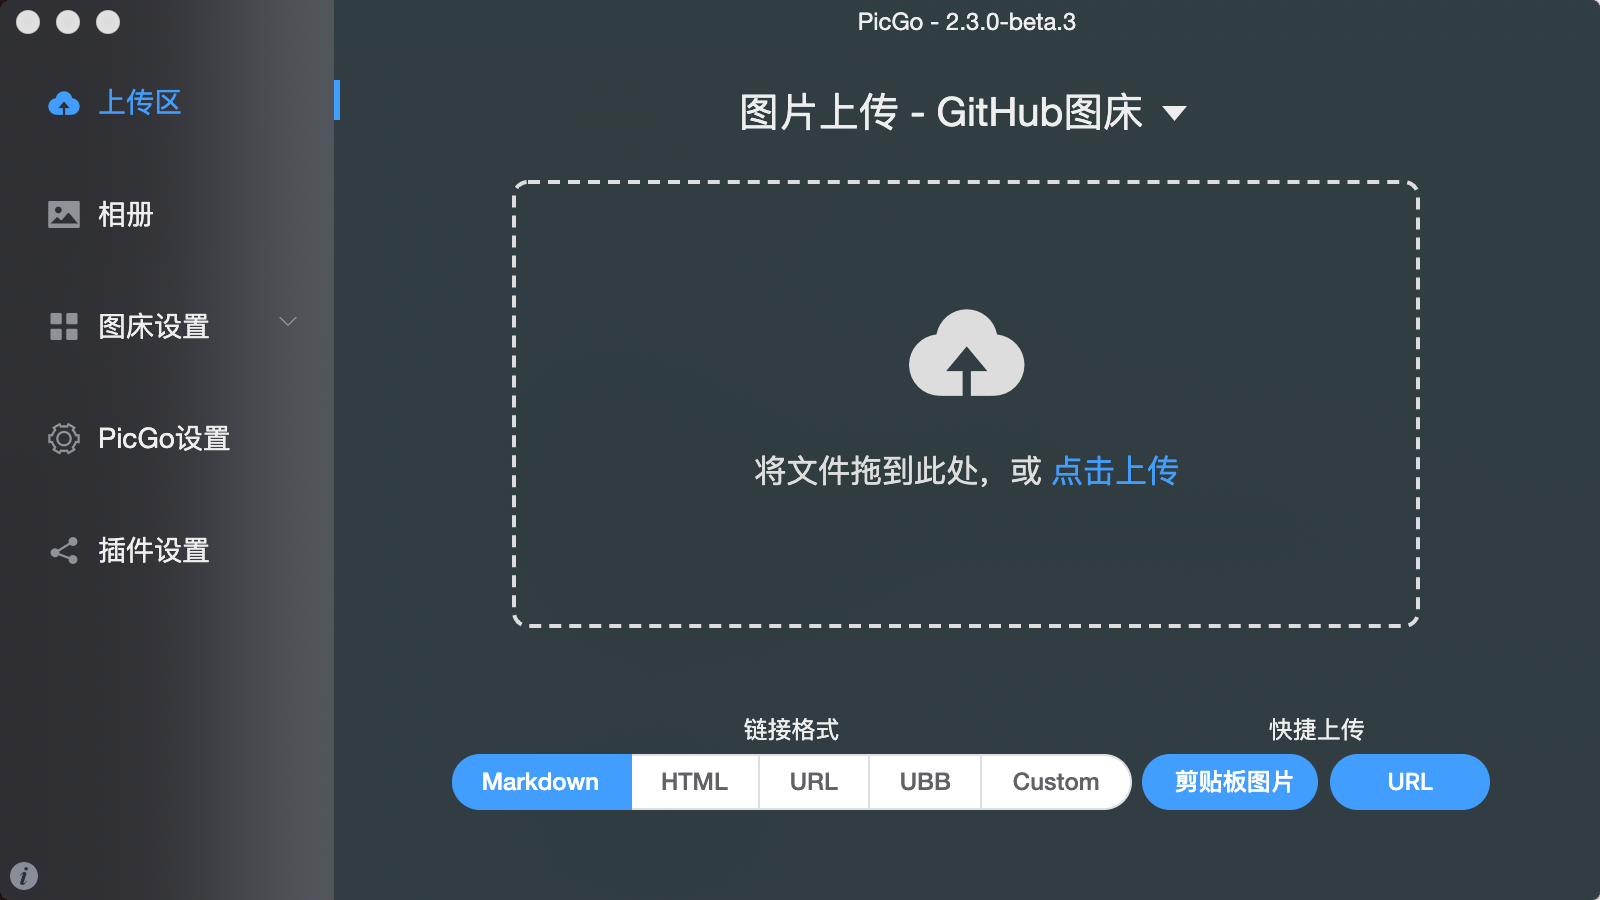 PicGo - 2.3.0-beta.3
上传区
相册
图床设置
PicGo设置
插件设置
图片上传 - GitHub图床
将文件拖到此处，或 点击上传
链接格式
Markdown HTML URL UBB Custom
快捷上传
剪贴板图片 URL
i